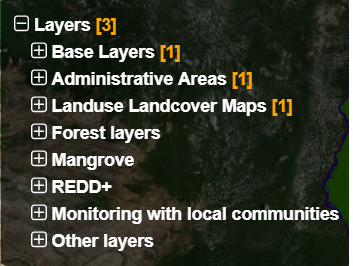 Layers [3]
Base Layers [1]
Administrative Areas [1]
Landuse Landcover Maps [1]
Forest layers
Mangrove
REDD+
Monitoring with local communities
Other layers